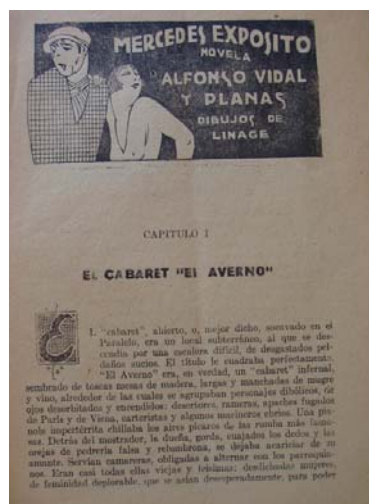 MERCEDES EXPOSITO
NOVELA
ALFONSO VIDAL
Y PLANAS
DIBUJOS DE
LINAGE
CAPITULO I
EL CABARET "El AVERNO"
EL "cabaret", abierto, o, mejor dicho, socavado en el
Paralelo, era un local subterráneo, al que se des-
cendía por una escalera difícil, de desgastados pel-
daños sucios. El título le cuadraba perfectamente.
"El Averno" era, en verdad, un "cabaret" infernal,
sembrado de toscas mesas de madera, largas y manchadas de mugre
y vino, alrededor de las cuales se agrupaban personajes dibólicos, de
ojos desorbitados y encendidos: desertores, rameras, apaches fugados
de París y de Viena, carteristas y algunos marineros ebrios. Una pia-
nola impertérrita chillaba los aires pícaros de las rumbas más famo-
sas. Detrás del mostrador, la dueña, gorda, cuajados los dedos y las
orejas de pedrería falsa y relumbrona, se dejaba acariciar de su
amante. Servían camareras, obligadas a alternar con los parroquia-
nos. Eran casi todas ellas viejas y feísimas: desdichadas mujeres,
de feminidad deplorable, que se asían desesperadamente, para poder